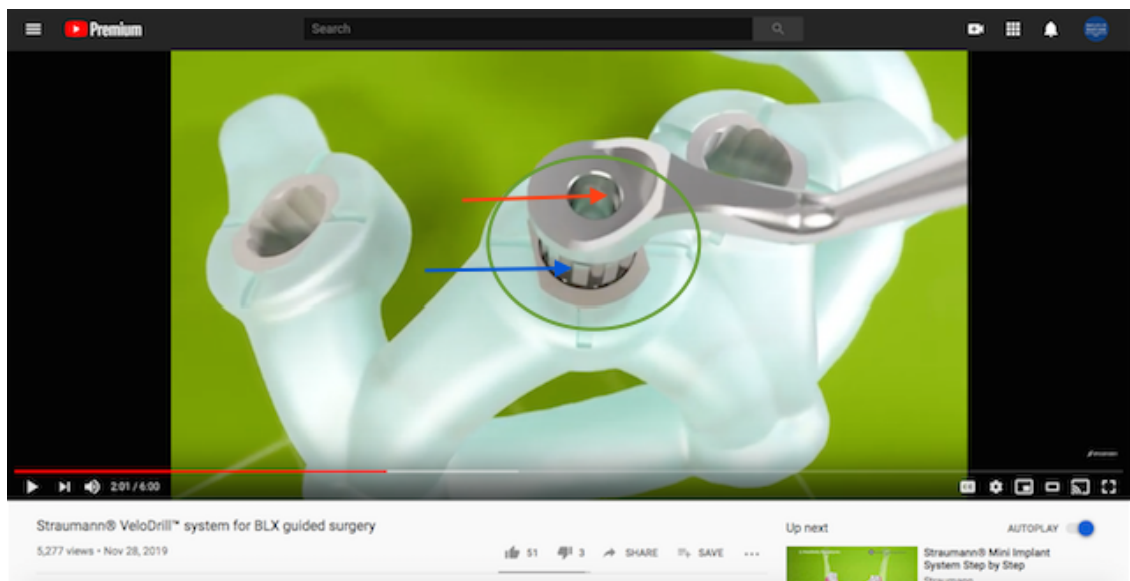 Premium
Search
2:01 / 6:00
Straumann® VeloDrill™ system for BLX guided surgery
5,277 views • Nov 28, 2019
51
3
SHARE
SAVE
Up next
AUTOPLAY
Straumann® Mini Implant
System Step by Step
Straumann